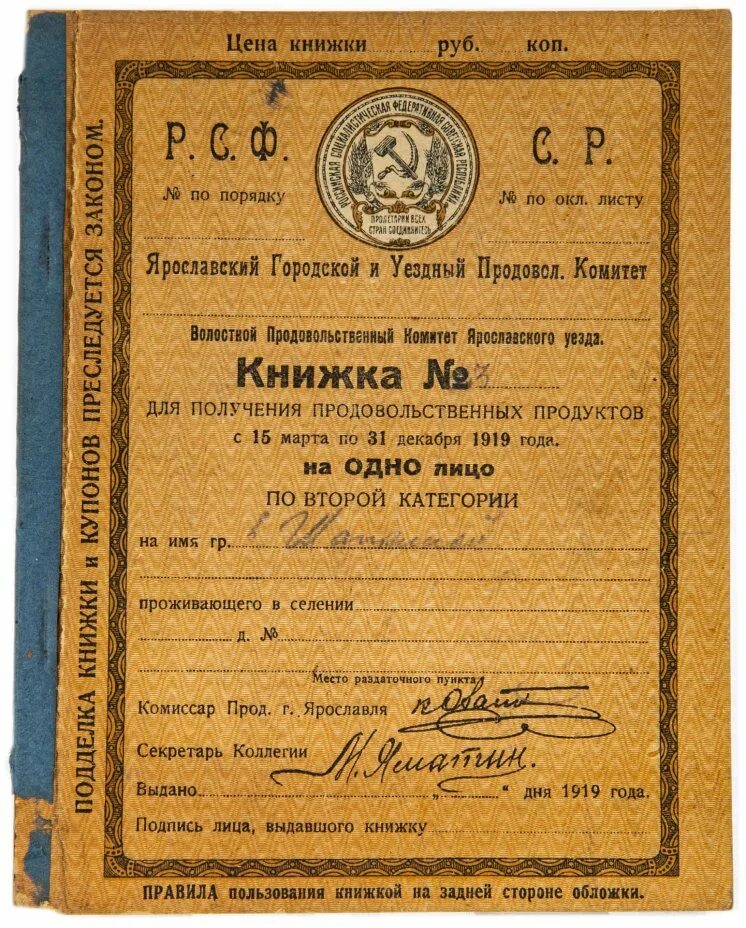 Цена книжки руб. коп.
Р. С. Ф. С. Р.
РОССИЙСКАЯ СОЦИАЛИСТИЧЕСКАЯ ФЕДЕРАТИВНАЯ СОВЕТСКАЯ РЕСПУБЛИКА
ПРОЛЕТАРИИ ВСЕХ
СТРАН СОЕДИНЯЙТЕСЬ
№ по порядку № по окл. листу
Ярославский Городской и Уездный Продовол. Комитет
Волостной Продовольственный Комитет Ярославского уезда.
Книжка № 3
ДЛЯ ПОЛУЧЕНИЯ ПРОДОВОЛЬСТВЕННЫХ ПРОДУКТОВ
с 15 марта по 31 декабря 1919 года.
на ОДНО лицо
ПО ВТОРОЙ КАТЕГОРИИ
на имя гр.
проживающего в селении
д. №
Место раздаточного пункта
Комиссар Прод. г. Ярославля
Секретарь Коллегии М. Яматин.
Выдано „ “ дня 1919 года.
Подпись лица, выдавшего книжку
ПРАВИЛА пользования книжкой на задней стороне обложки.
ПОДДЕЛКА КНИЖКИ и КУПОНОВ ПРЕСЛЕДУЕТСЯ ЗАКОНОМ.